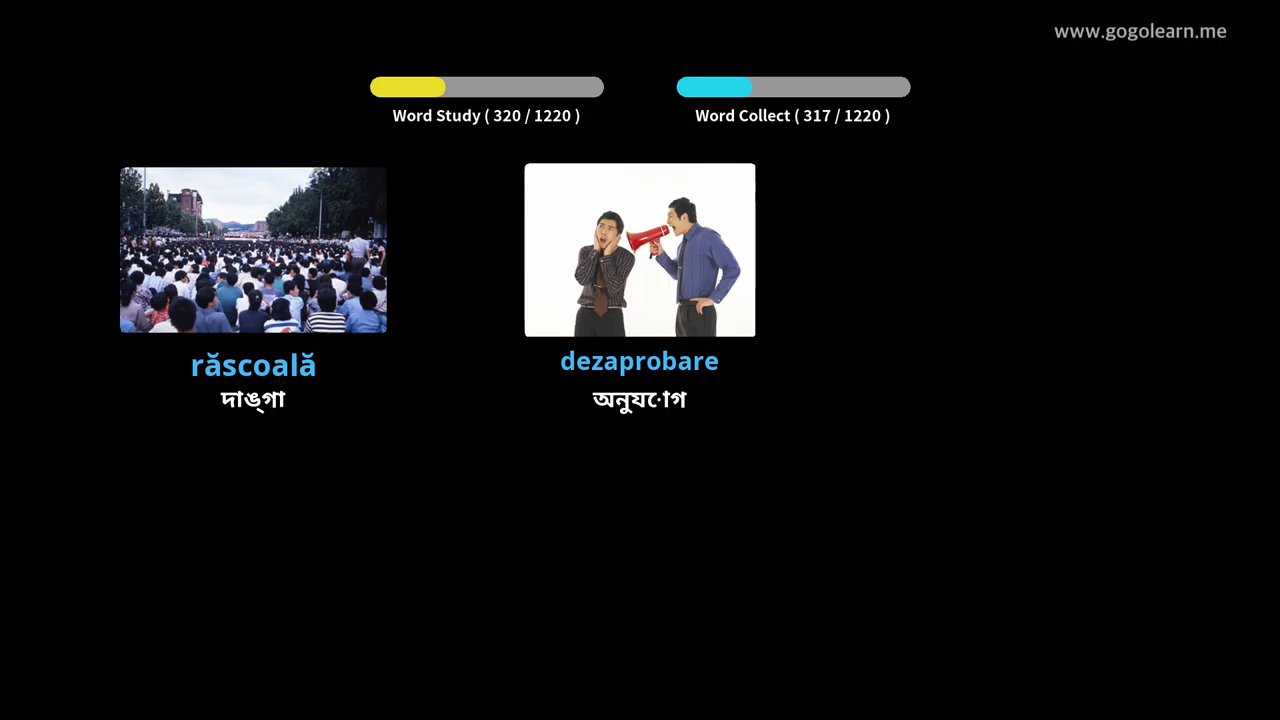 www.gogolearn.me
Word Study ( 320 / 1220 )
Word Collect ( 317 / 1220 )
răscoală
দাঙ্গা
dezaprobare
অনুযোগ